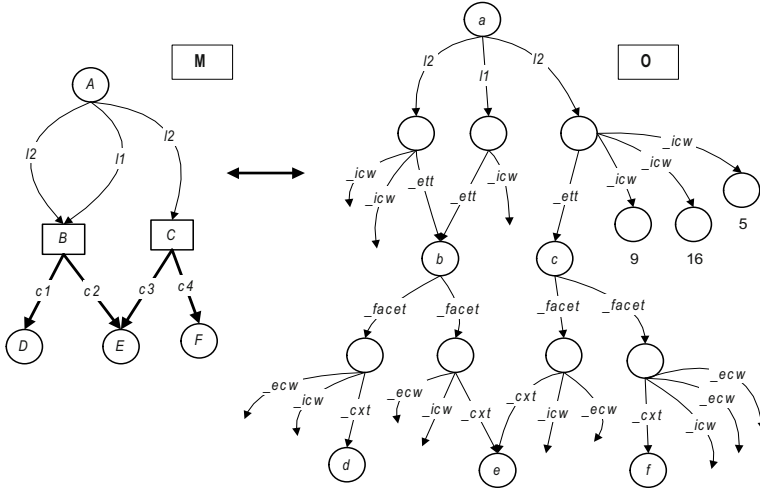 a
M
O
A
l2
l1
l2
l2
l1
l2
_icw
_icw
_ett
_ett
_icw
_ett
_icw
_icw
_icw
5
9
16
B
C
b
c
c1
c2
c3
c4
D
E
F
_facet
_facet
_facet
_facet
_ecw
_icw
_cxt
_ecw
_icw
_cxt
_cxt
_icw
_ecw
_cxt
_icw
_ecw
_ecw
d
e
f